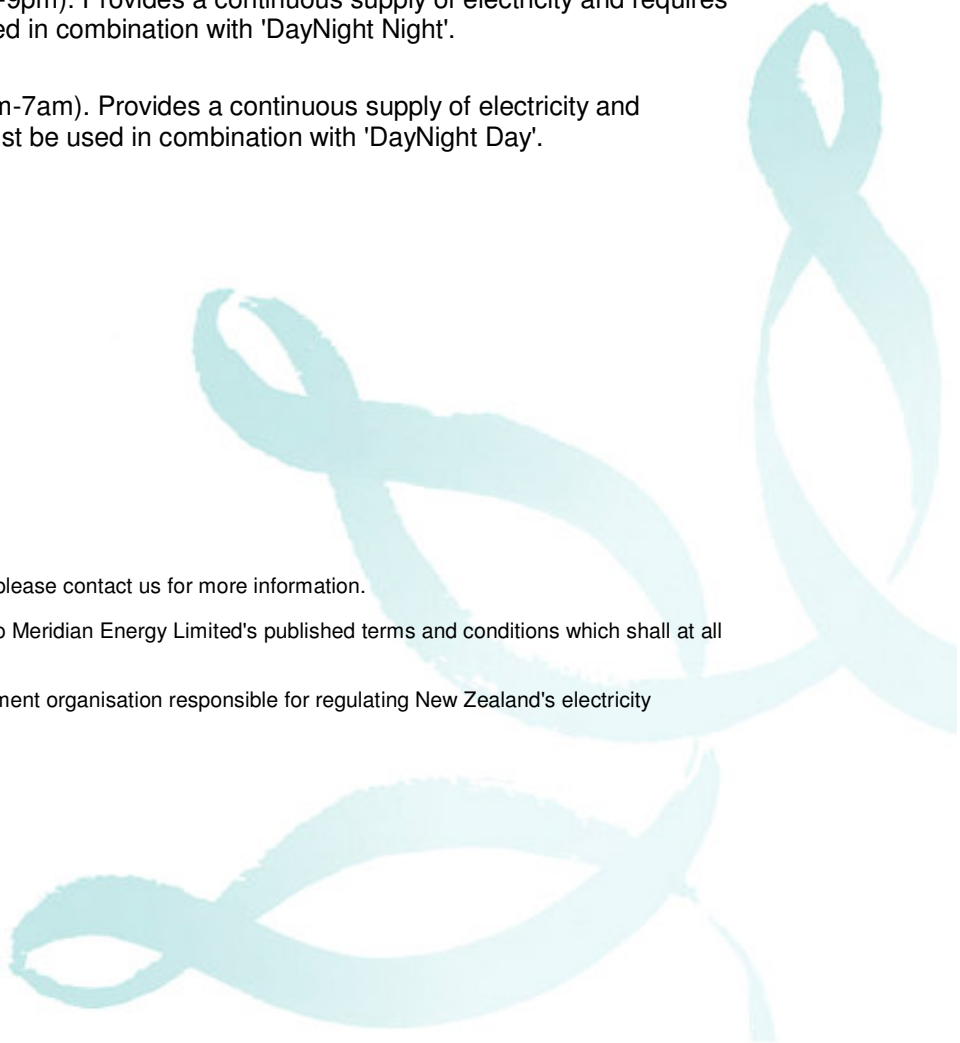 -9pm). Provides a continuous supply of electricity and requires
ed in combination with 'DayNight Night'.
m-7am). Provides a continuous supply of electricity and
st be used in combination with 'DayNight Day'.
please contact us for more information.
o Meridian Energy Limited's published terms and conditions which shall at all
ment organisation responsible for regulating New Zealand's electricity